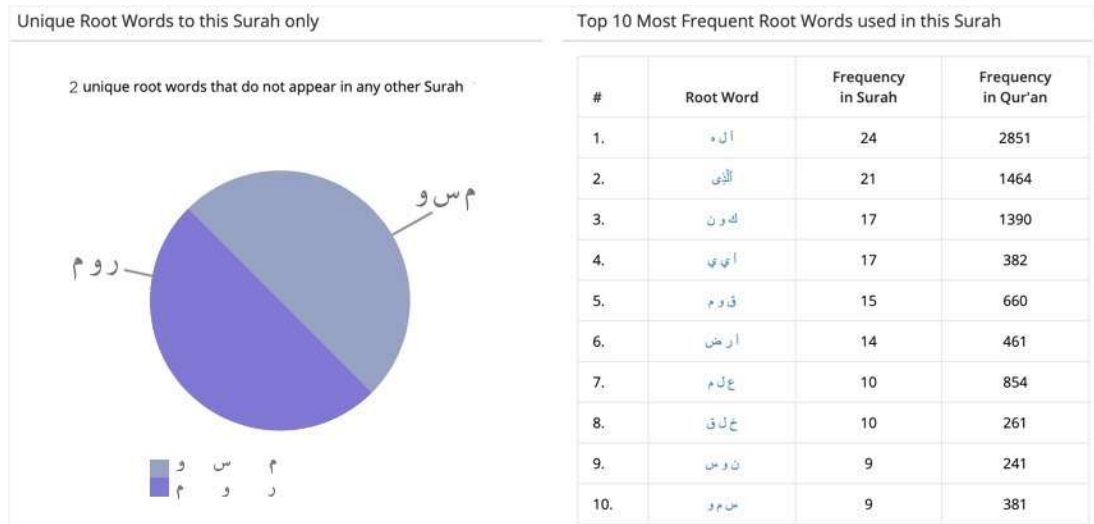 Unique Root Words to this Surah only
2 unique root words that do not appear in any other Surah
م س و
ر و م
م س و
ر و م
Top 10 Most Frequent Root Words used in this Surah
# Root Word Frequency in Surah Frequency in Qur'an
1. أ ل ه 24 2851
2. ٱلَّذِى 21 1464
3. ك و ن 17 1390
4. أ ي ي 17 382
5. ق و م 15 660
6. أ ر ض 14 461
7. ع ل م 10 854
8. خ ل ق 10 261
9. ن و س 9 241
10. س م و 9 381